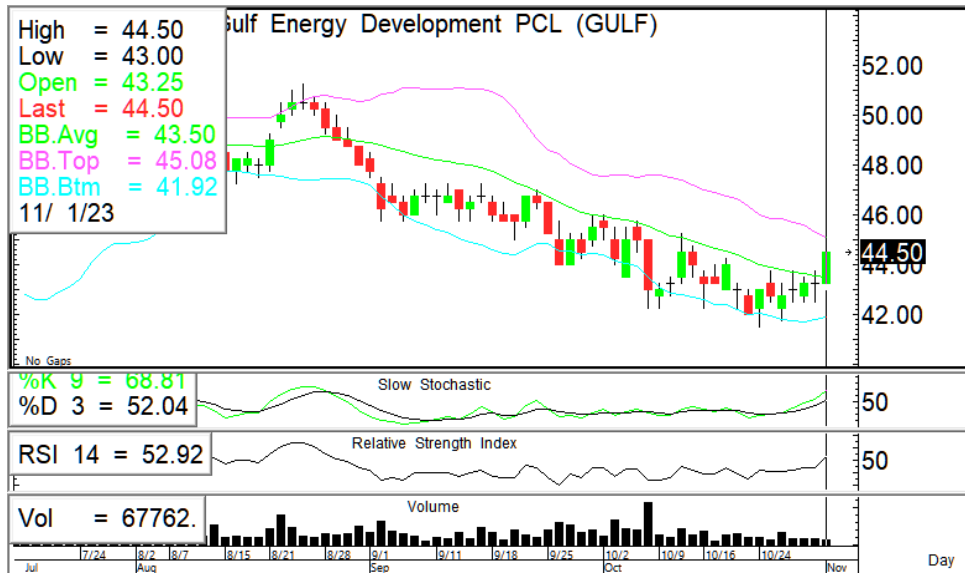 ulf Energy Development PCL (GULF)
High = 44.50
Low = 43.00
Open = 43.25
Last = 44.50
BB.Avg = 43.50
BB.Top = 45.08
BB.Btm = 41.92
11/ 1/23
52.00
50.00
48.00
46.00
44.50
44.00
42.00
No Gaps
%K 9 = 68.81
%D 3 = 52.04
Slow Stochastic
50
RSI 14 = 52.92
Relative Strength Index
50
Vol = 67762.
Volume
7/24 8/2 8/7 8/15 8/21 8/28 9/1 9/11 9/18 9/25 10/2 10/9 10/16 10/24
Jul Aug Sep Oct Nov
Day